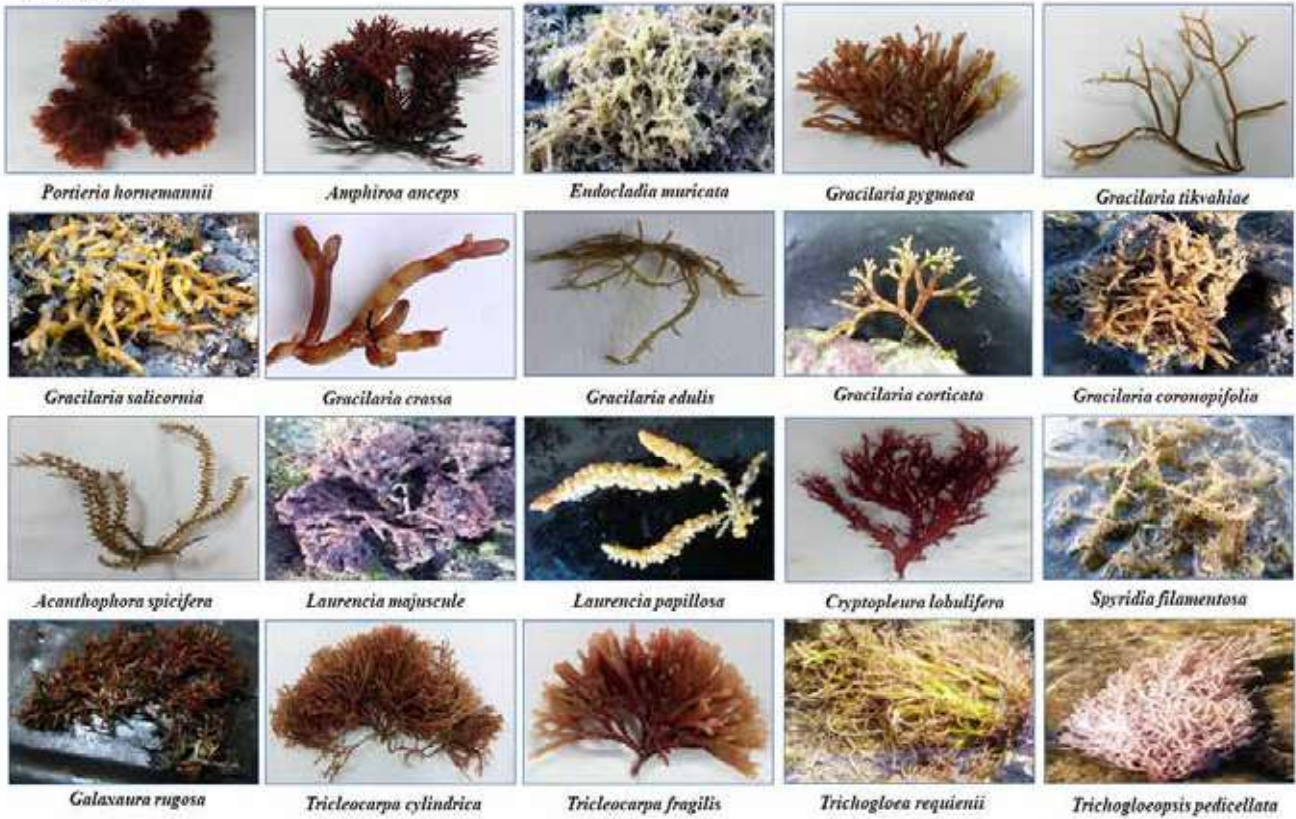 Portieria hornemannii
Amphiroa anceps
Endocladia muricata
Gracilaria pygmaea
Gracilaria tikvahiae
Gracilaria salicornia
Gracilaria crassa
Gracilaria edulis
Gracilaria corticata
Gracilaria coronopifolia
Acanthophora spicifera
Laurencia majuscule
Laurencia papillosa
Cryptopleura lobulifera
Spyridia filamentosa
Galaxaura rugosa
Tricleocarpa cylindrica
Tricleocarpa fragilis
Trichogloea requienii
Trichogloeopsis pedicellata